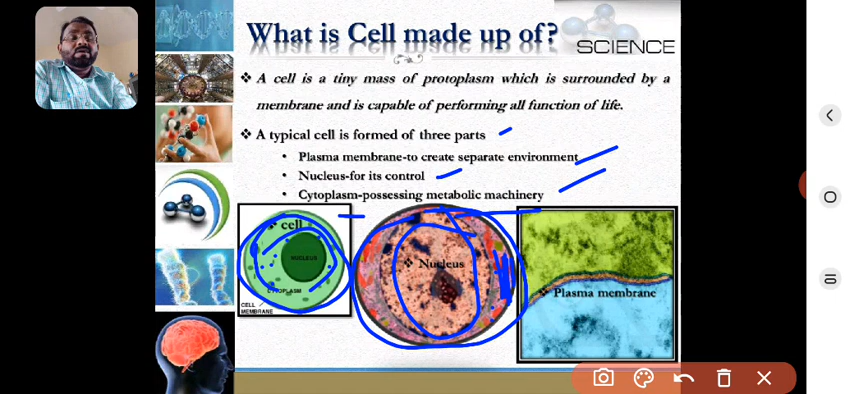 What is Cell made up of?
SCIENCE
❖ A cell is a tiny mass of protoplasm which is surrounded by a
membrane and is capable of performing all function of life.
❖ A typical cell is formed of three parts
• Plasma membrane-to create separate environment
• Nucleus-for its control
• Cytoplasm-possessing metabolic machinery
❖ cell
NUCLEUS
CYTOPLASM
CELL
MEMBRANE
❖ Nucleus
❖ Plasma membrane